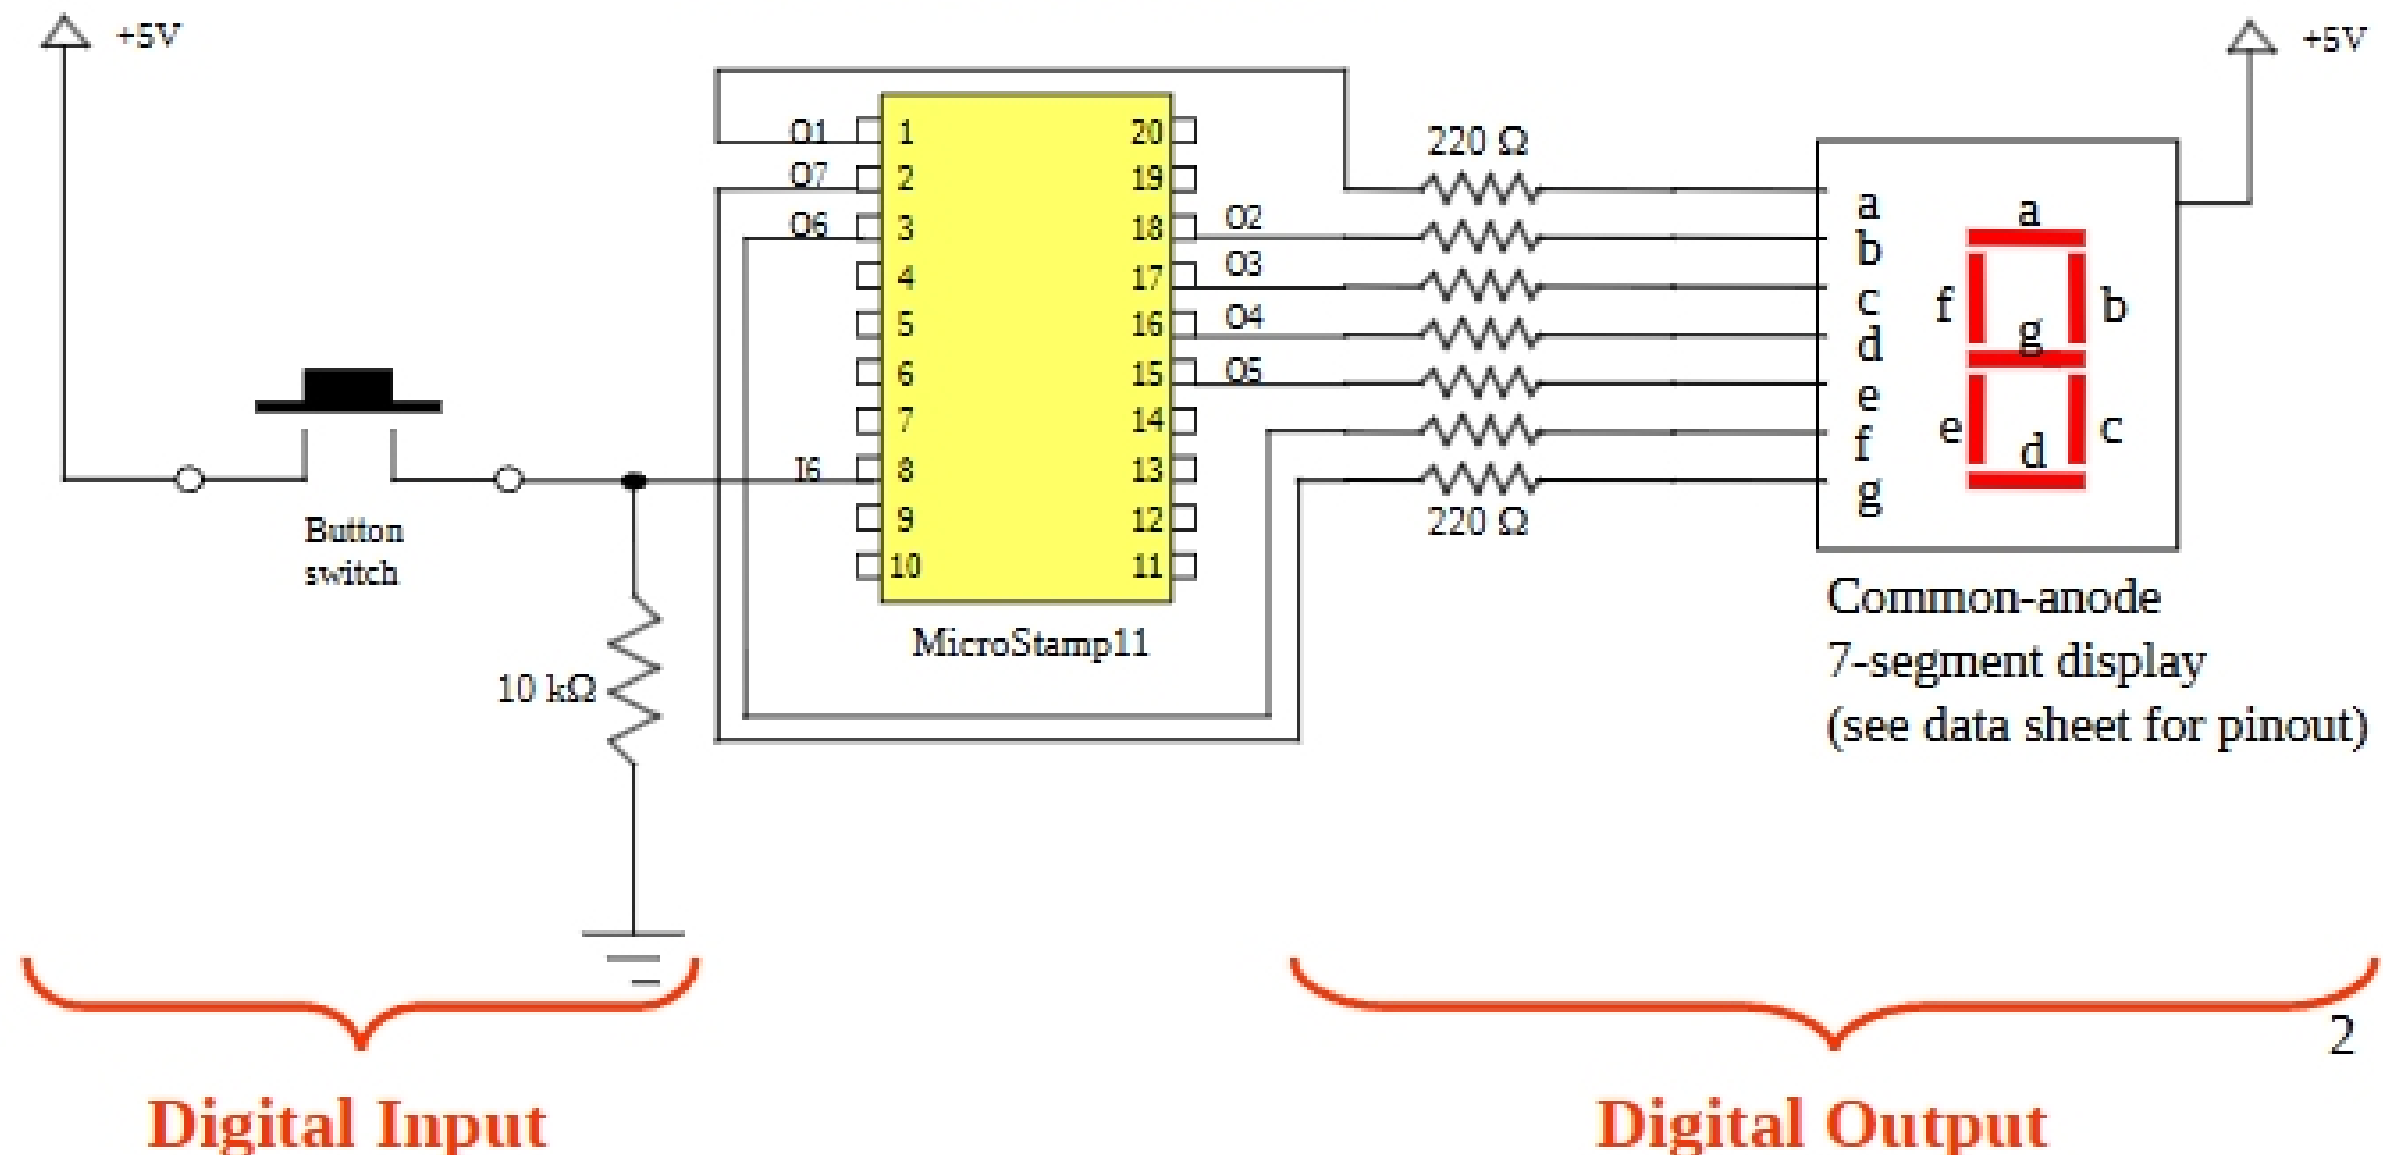 +5V
+5V
O1
O7
O6
I6
1
2
3
4
5
6
7
8
9
10
20
19
18
17
16
15
14
13
12
11
O2
O3
O4
O5
220 Ω
220 Ω
a
b
c
d
e
f
g
a
f
b
g
e
c
d
Button
switch
10 kΩ
MicroStamp11
Common-anode
7-segment display
(see data sheet for pinout)
2
Digital Input
Digital Output